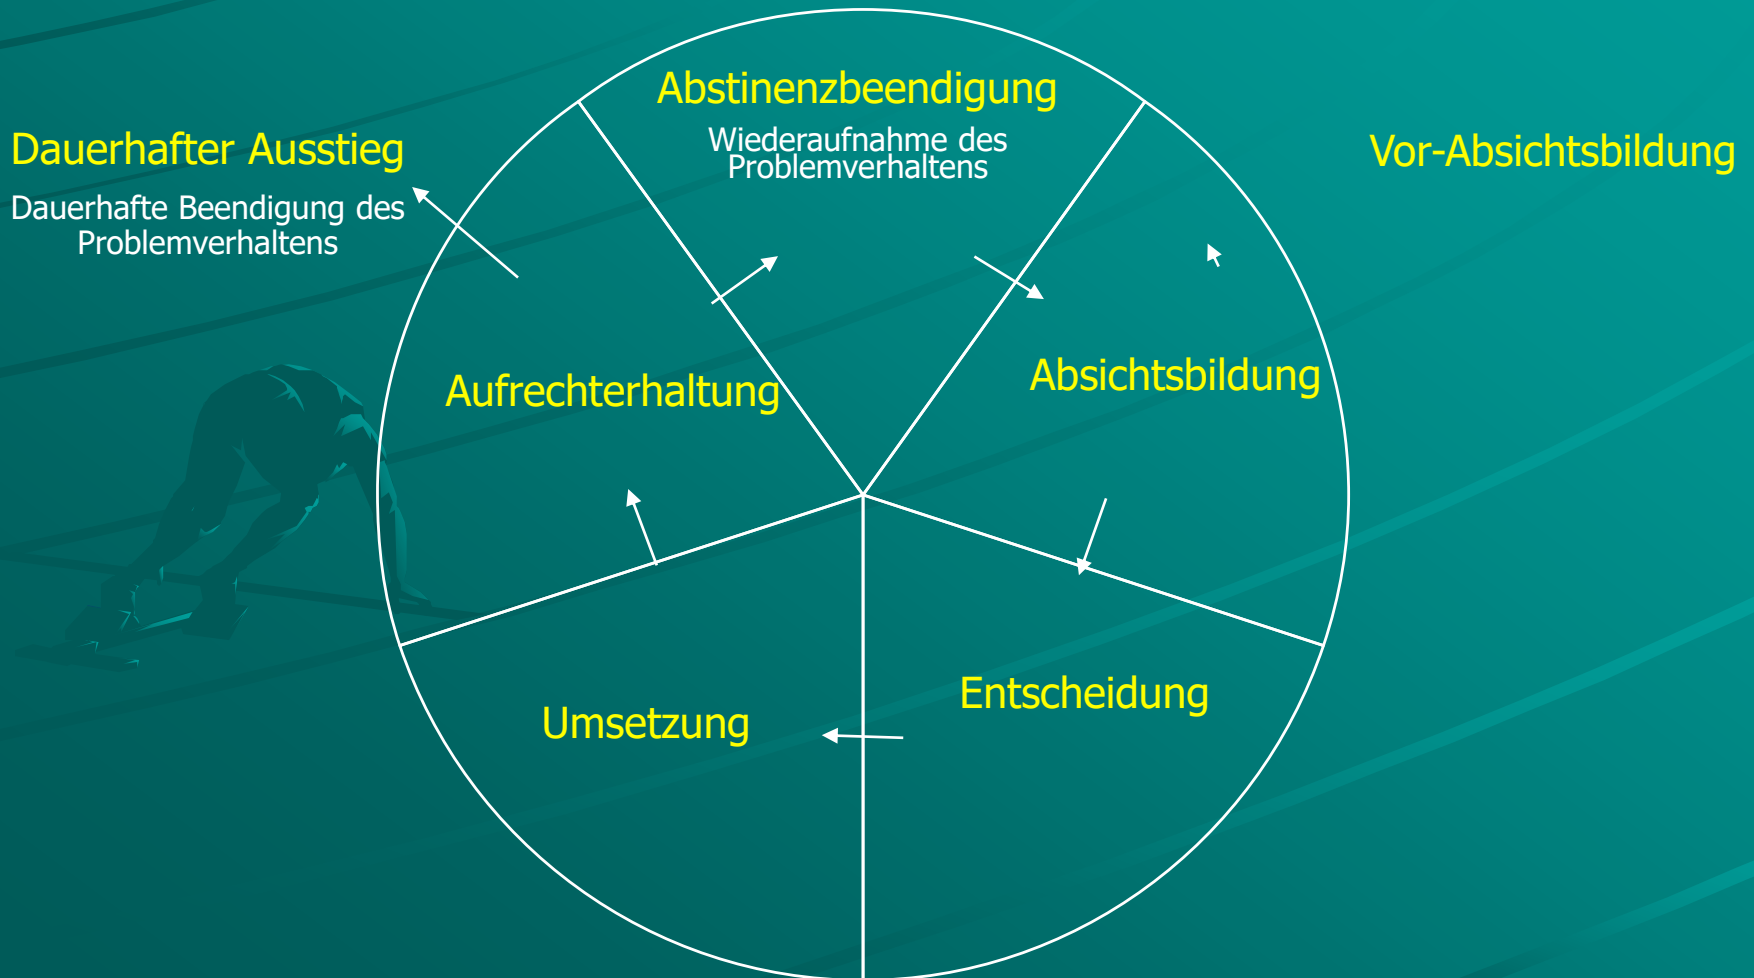 Abstinenzbeendigung
Wiederaufnahme des
Problemverhaltens
Dauerhafter Ausstieg
Dauerhafte Beendigung des
Problemverhaltens
Vor-Absichtsbildung
Aufrechterhaltung
Absichtsbildung
Umsetzung
Entscheidung